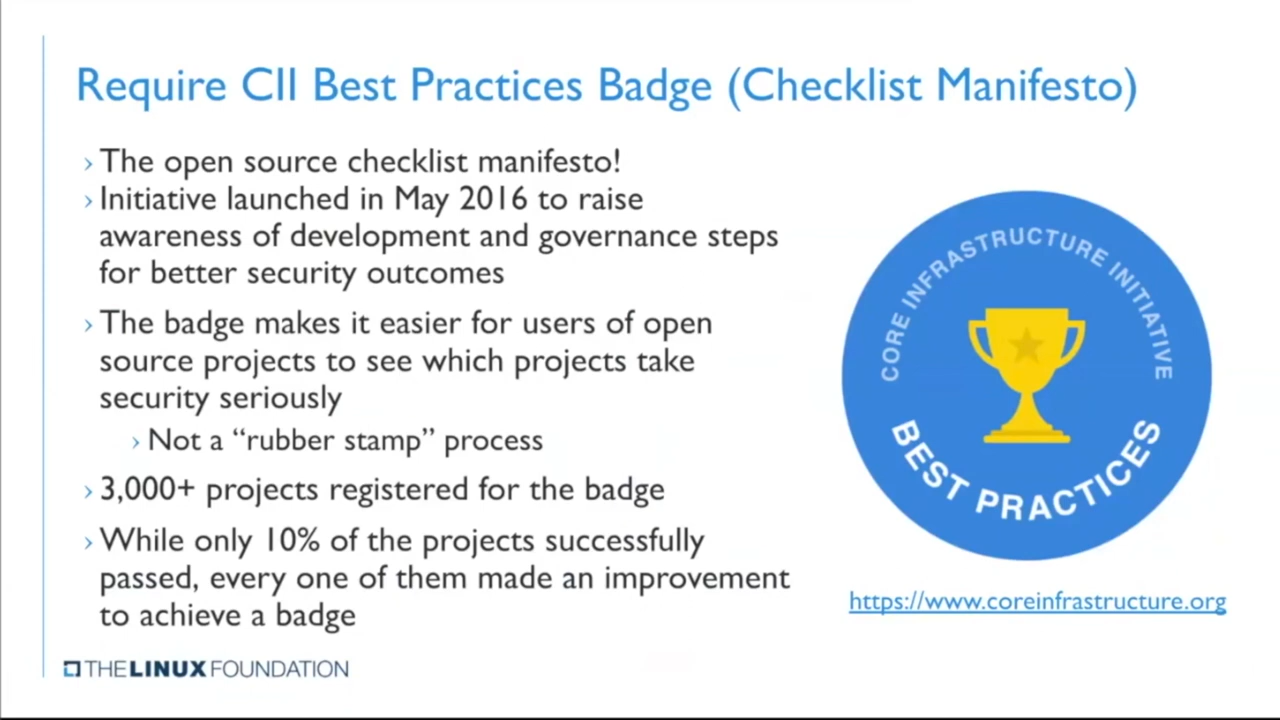 Require CII Best Practices Badge (Checklist Manifesto)
› The open source checklist manifesto!
› Initiative launched in May 2016 to raise
awareness of development and governance steps
for better security outcomes
› The badge makes it easier for users of open
source projects to see which projects take
security seriously
› Not a “rubber stamp” process
› 3,000+ projects registered for the badge
› While only 10% of the projects successfully
passed, every one of them made an improvement
to achieve a badge
CORE INFRASTRUCTURE INITIATIVE
BEST PRACTICES
https://www.coreinfrastructure.org
THE LINUX FOUNDATION